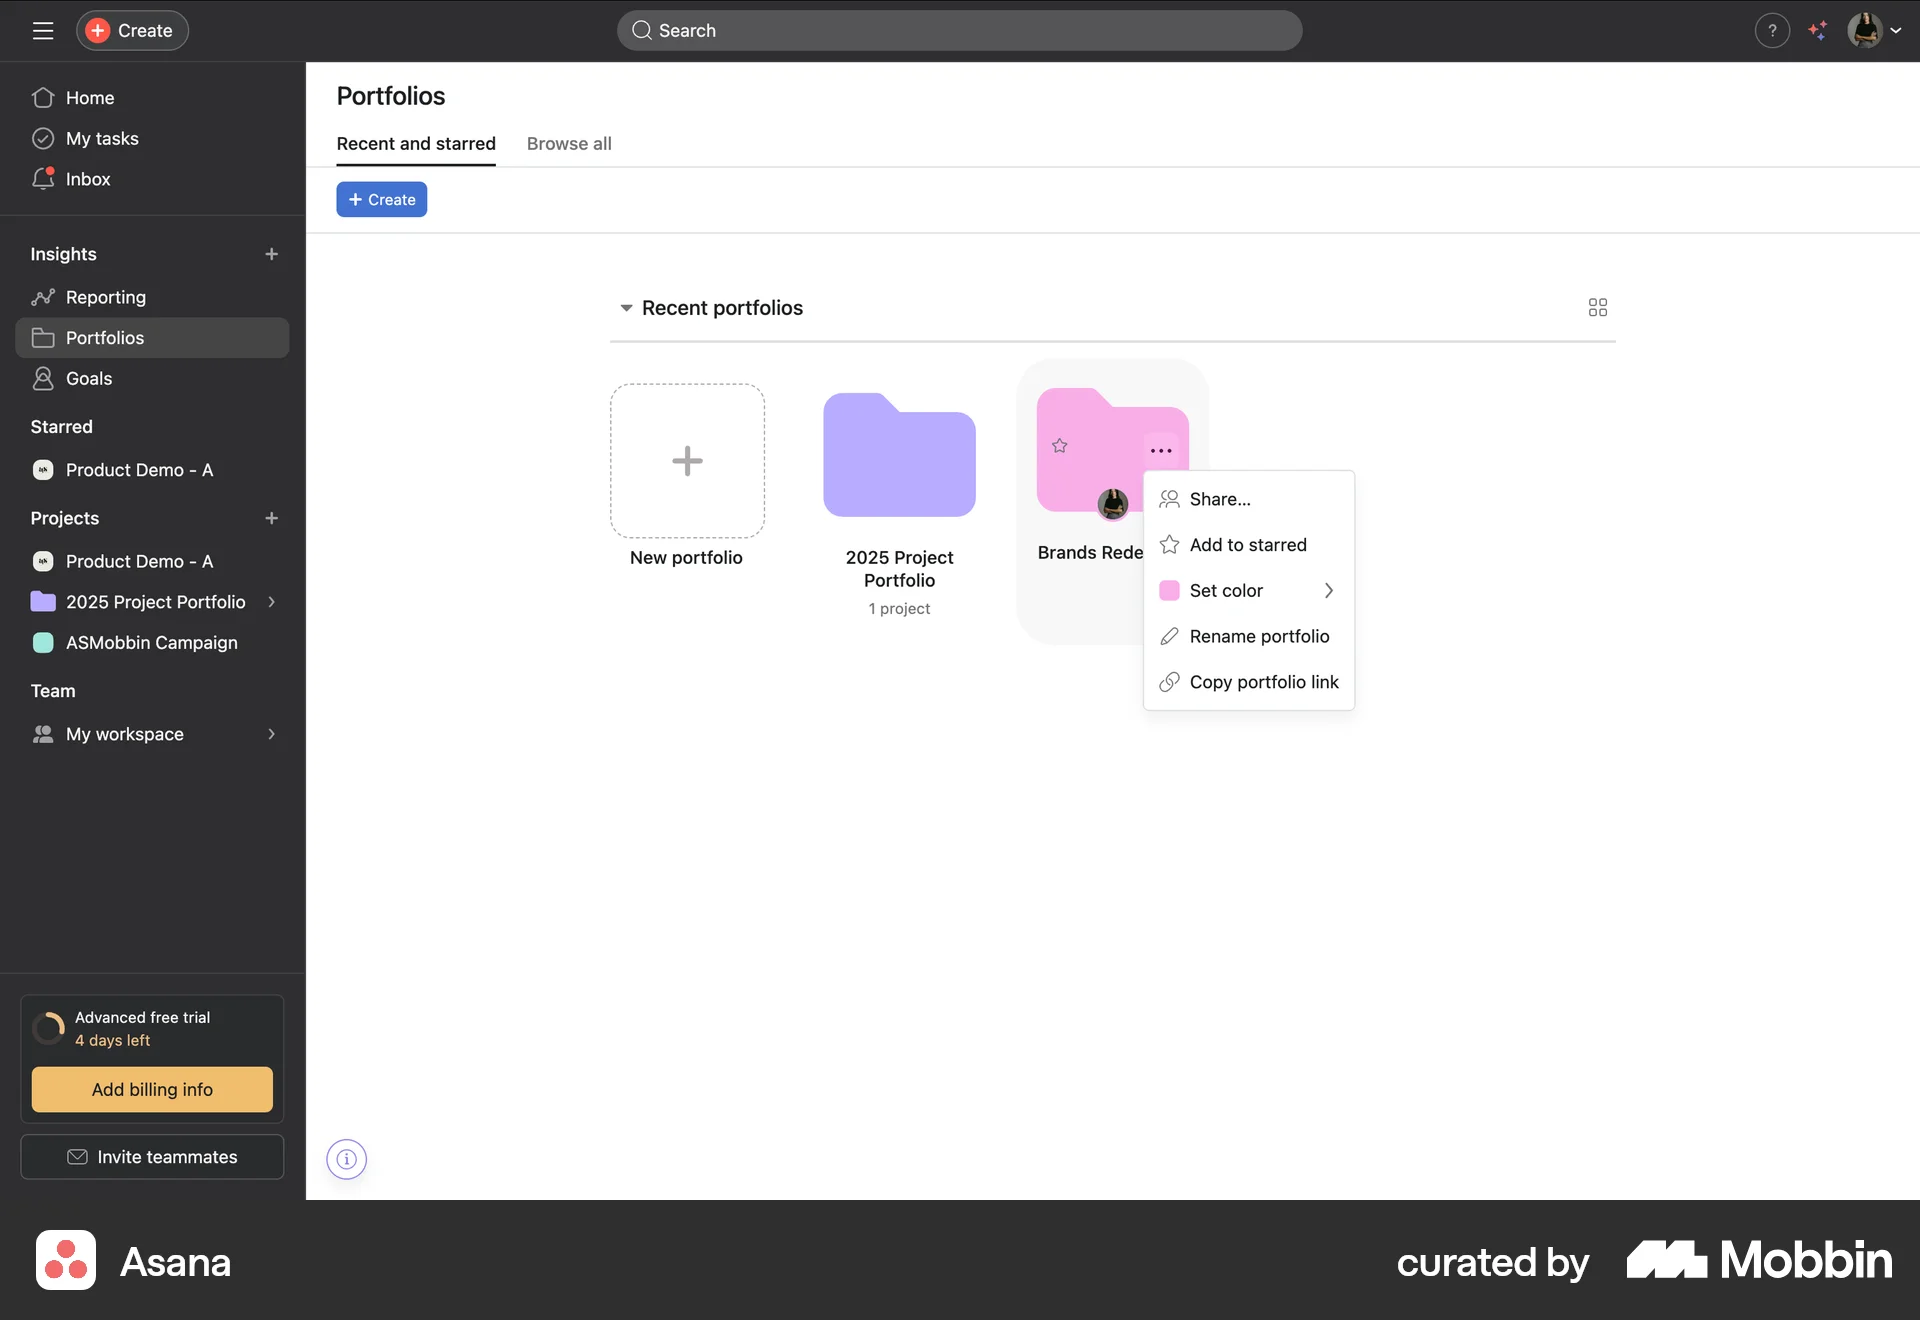 Create
Search
?
Home
My tasks
Inbox
Insights
Reporting
Portfolios
Goals
Starred
Product Demo - A
Projects
Product Demo - A
2025 Project Portfolio
ASMobbin Campaign
Team
My workspace
Advanced free trial
4 days left
Add billing info
Invite teammates
Portfolios
Recent and starred
Browse all
+ Create
Recent portfolios
New portfolio
2025 Project
Portfolio
1 project
Brands Rede
Share...
Add to starred
Set color
Rename portfolio
Copy portfolio link
Asana
curated by
Mobbin